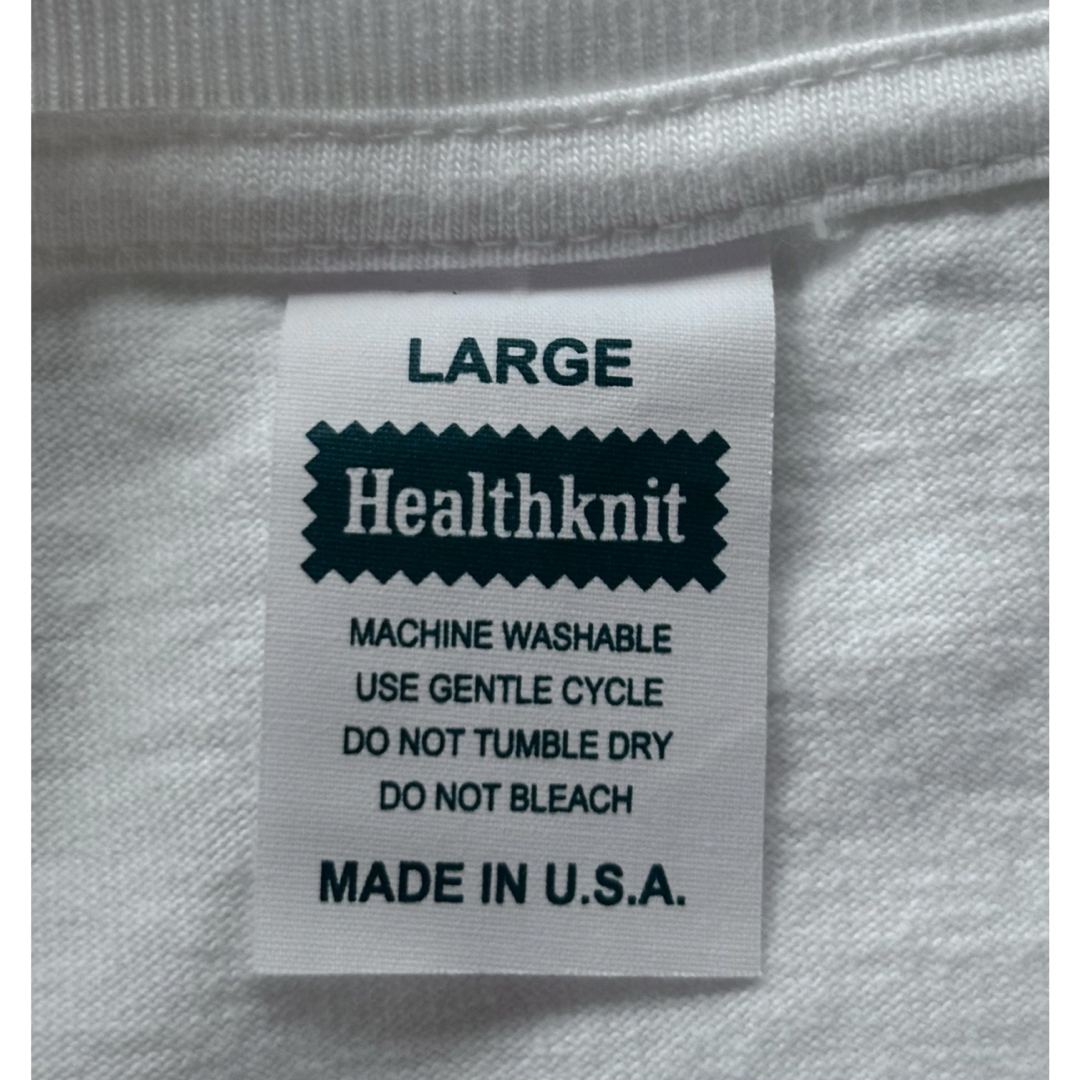 LARGE
Healthknit
MACHINE WASHABLE
USE GENTLE CYCLE
DO NOT TUMBLE DRY
DO NOT BLEACH
MADE IN U.S.A.